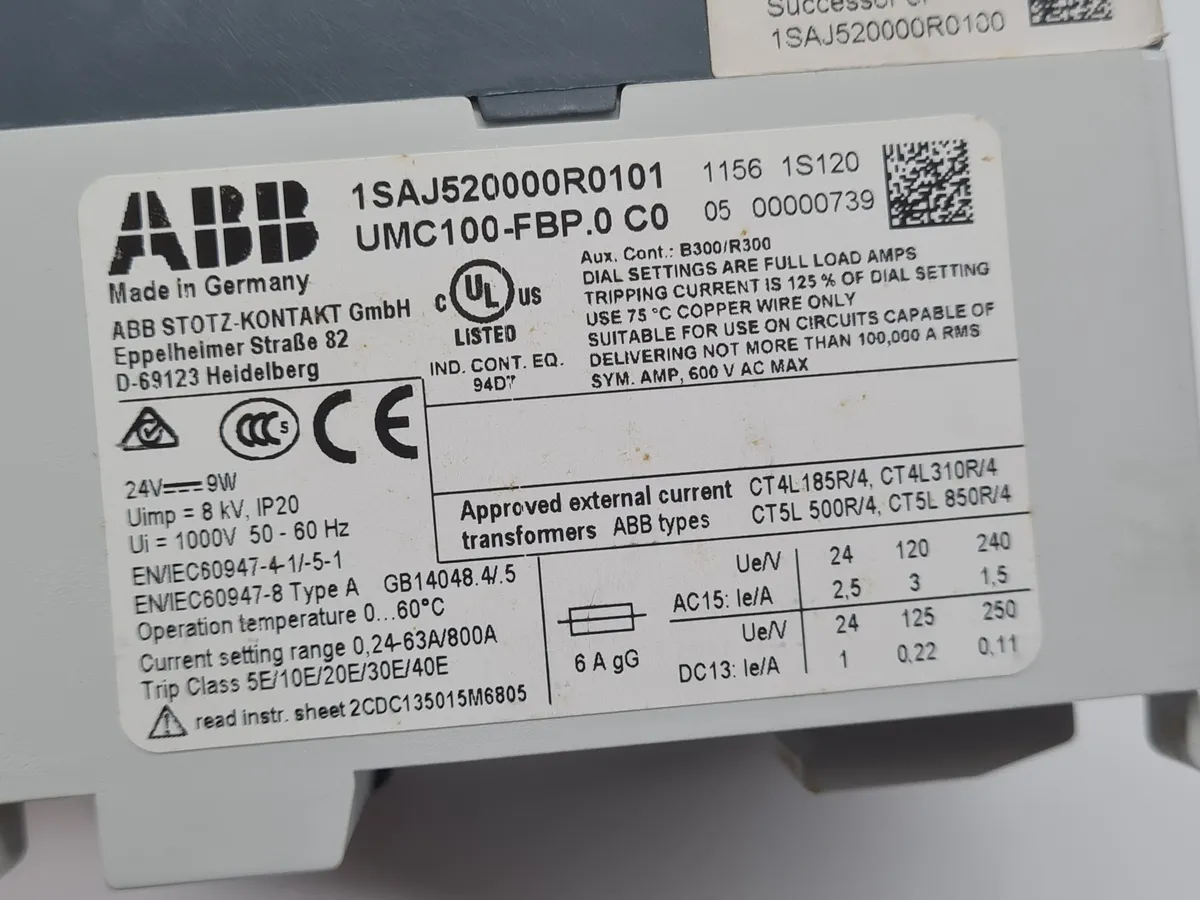 1SAJ520000R0100
ABB
Made in Germany
ABB STOTZ-KONTAKT GmbH
Eppelheimer Straße 82
D-69123 Heidelberg
1SAJ520000R0101
UMC100-FBP.0 C0
1156 1S120
05 00000739
C UL US
LISTED
IND. CONT. EQ.
94D7
Aux. Cont.: B300/R300
DIAL SETTINGS ARE FULL LOAD AMPS
TRIPPING CURRENT IS 125 % OF DIAL SETTING
USE 75 °C COPPER WIRE ONLY
SUITABLE FOR USE ON CIRCUITS CAPABLE OF
DELIVERING NOT MORE THAN 100,000 A RMS
SYM. AMP, 600 V AC MAX
CCC S CE
24V 9W
Uimp = 8 kV, IP20
Ui = 1000V 50 - 60 Hz
EN/IEC60947-4-1/-5-1
EN/IEC60947-8 Type A GB14048.4/.5
Operation temperature 0...60°C
Current setting range 0,24-63A/800A
Trip Class 5E/10E/20E/30E/40E
read instr. sheet 2CDC135015M6805
Approved external current CT4L185R/4, CT4L310R/4
transformers ABB types CT5L 500R/4, CT5L 850R/4
6 A gG
Ue/V 24 120 240
AC15: Ie/A 2,5 3 1,5
Ue/V 24 125 250
DC13: Ie/A 1 0,22 0,11